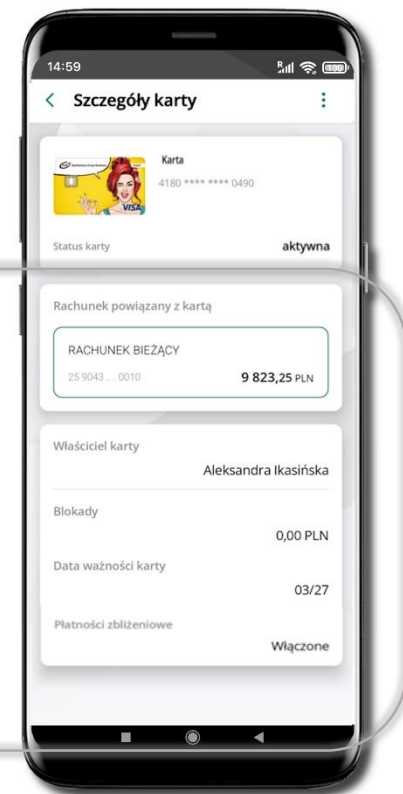 14:59
R
100
Szczegóły karty
Karta
4180 **** **** 0490
VISA
Status karty
aktywna
Rachunek powiązany z kartą
RACHUNEK BIEŻĄCY
25 9043 .... 0010
9 823,25 PLN
Właściciel karty
Aleksandra Ikasińska
Blokady
0,00 PLN
Data ważności karty
03/27
Płatności zbliżeniowe
Włączone